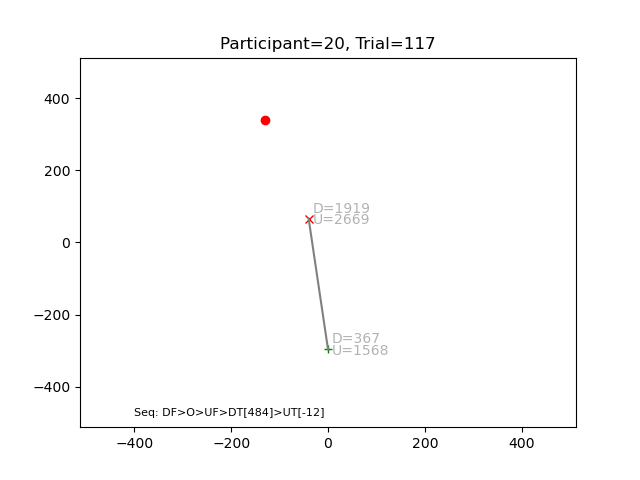 Participant=20, Trial=117
400
200
0
−200
−400
D=1919
U=2669
D=367
U=1568
Seq: DF>O>UF>DT[484]>UT[-12]
−400
−200
0
200
400